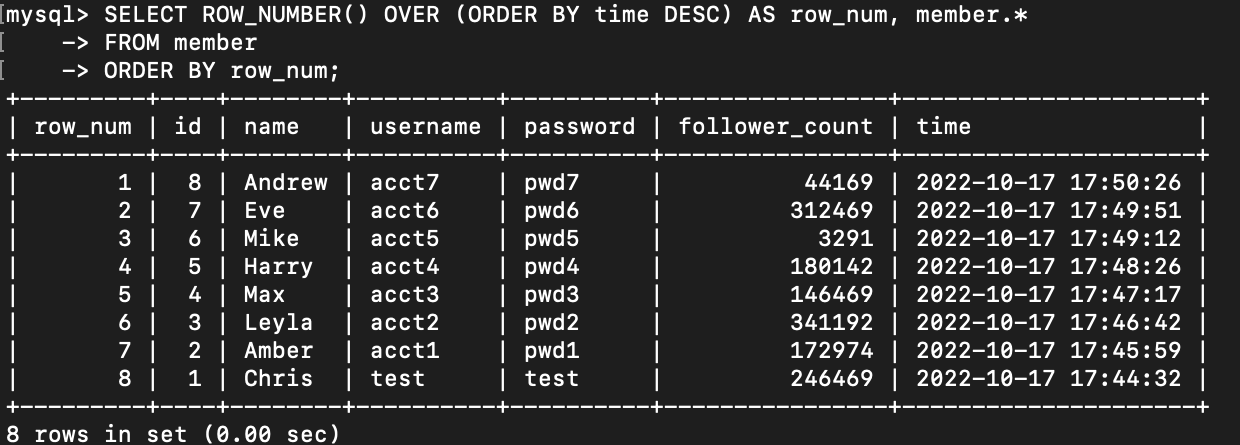 mysql> SELECT ROW_NUMBER() OVER (ORDER BY time DESC) AS row_num, member.*
    -> FROM member
    -> ORDER BY row_num;
+---------+----+--------+----------+----------+----------------+---------------------+
| row_num | id | name   | username | password | follower_count | time                |
+---------+----+--------+----------+----------+----------------+---------------------+
|       1 |  8 | Andrew | acct7    | pwd7     |          44169 | 2022-10-17 17:50:26 |
|       2 |  7 | Eve    | acct6    | pwd6     |         312469 | 2022-10-17 17:49:51 |
|       3 |  6 | Mike   | acct5    | pwd5     |           3291 | 2022-10-17 17:49:12 |
|       4 |  5 | Harry  | acct4    | pwd4     |         180142 | 2022-10-17 17:48:26 |
|       5 |  4 | Max    | acct3    | pwd3     |         146469 | 2022-10-17 17:47:17 |
|       6 |  3 | Leyla  | acct2    | pwd2     |         341192 | 2022-10-17 17:46:42 |
|       7 |  2 | Amber  | acct1    | pwd1     |         172974 | 2022-10-17 17:45:59 |
|       8 |  1 | Chris  | test     | test     |         246469 | 2022-10-17 17:44:32 |
+---------+----+--------+----------+----------+----------------+---------------------+
8 rows in set (0.00 sec)